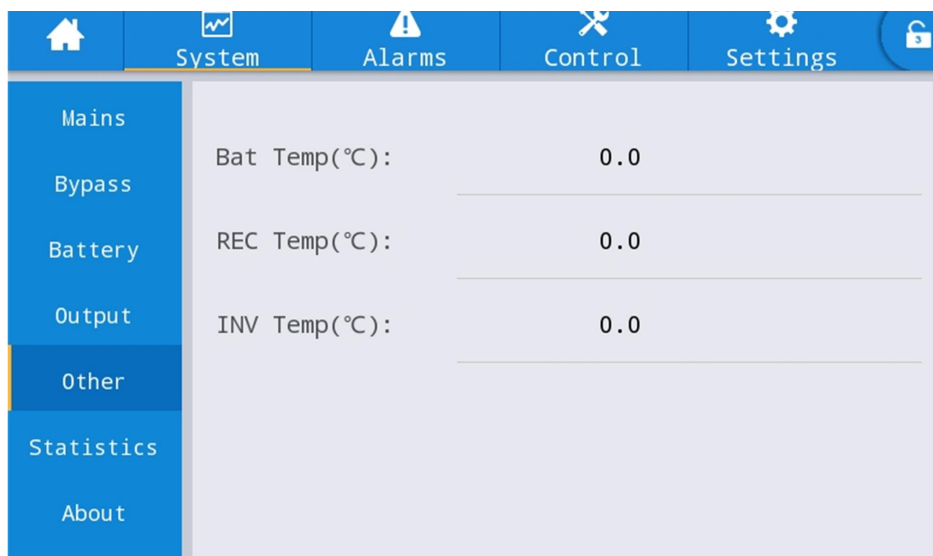 System Alarms Control Settings 3
Mains
Bypass
Battery
Output
Other
Statistics
About
Bat Temp(℃): 0.0
REC Temp(℃): 0.0
INV Temp(℃): 0.0